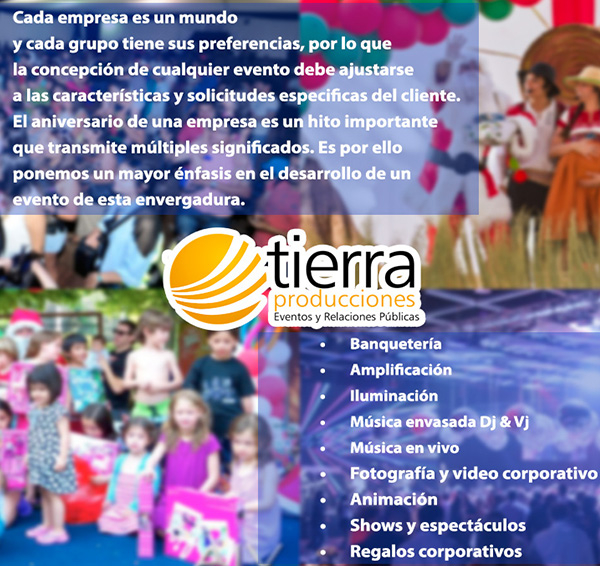 Cada empresa es un mundo
y cada grupo tiene sus preferencias, por lo que
la concepción de cualquier evento debe ajustarse
a las características y solicitudes especificas del cliente.
El aniversario de una empresa es un hito importante
que transmite múltiples significados. Es por ello
ponemos un mayor énfasis en el desarrollo de un
evento de esta envergadura.
tierra
producciones
Eventos y Relaciones Públicas
• Banquetería
• Amplificación
• Iluminación
• Música envasada Dj & Vj
• Música en vivo
• Fotografía y video corporativo
• Animación
• Shows y espectáculos
• Regalos corporativos